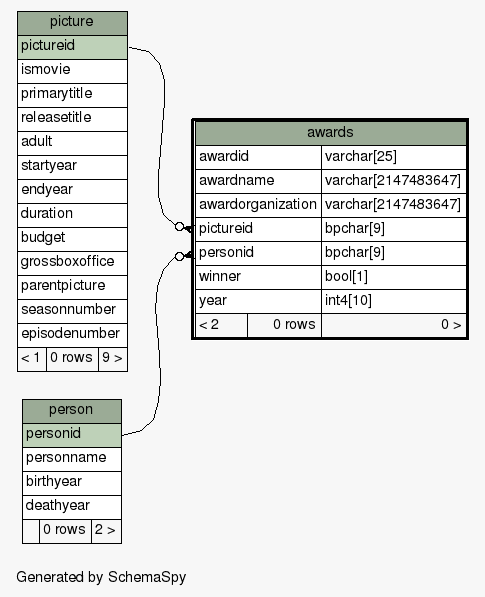 picture
pictureid
ismovie
primarytitle
releasetitle
adult
startyear
endyear
duration
budget
grossboxoffice
parentpicture
seasonnumber
episodenumber
< 1 0 rows 9 >
awards
awardid varchar[25]
awardname varchar[2147483647]
awardorganization varchar[2147483647]
pictureid bpchar[9]
personid bpchar[9]
winner bool[1]
year int4[10]
< 2 0 rows 0 >
person
personid
personname
birthyear
deathyear
0 rows 2 >
Generated by SchemaSpy